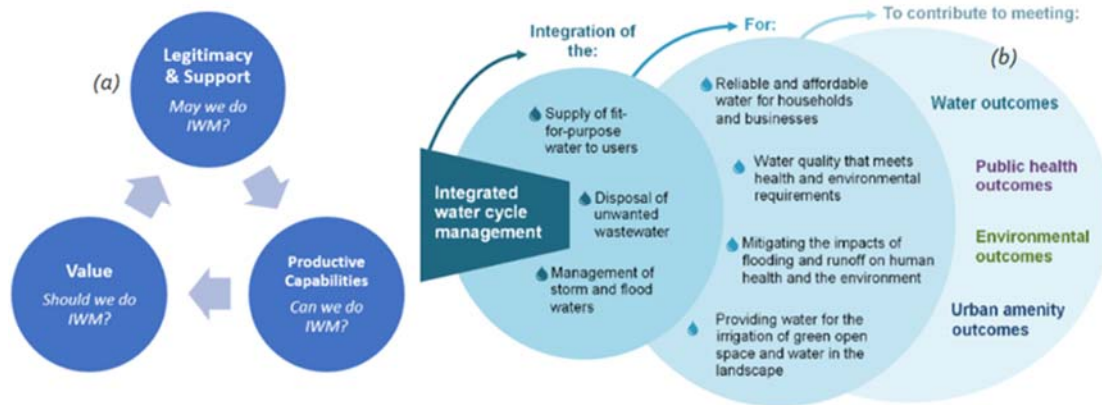 (a)
Legitimacy
& Support
May we do
IWM?
Value
Should we do
IWM?
Productive
Capabilities
Can we do
IWM?
(b)
Integrated
water cycle
management
Integration of
the:
Supply of fit-
for-purpose
water to users
Disposal of
unwanted
wastewater
Management of
storm and flood
waters
For:
Reliable and affordable
water for households
and businesses
Water quality that meets
health and environmental
requirements
Mitigating the impacts of
flooding and runoff on human
health and the environment
Providing water for the
irrigation of green open
space and water in the
landscape
To contribute to meeting:
Water outcomes
Public health
outcomes
Environmental
outcomes
Urban amenity
outcomes